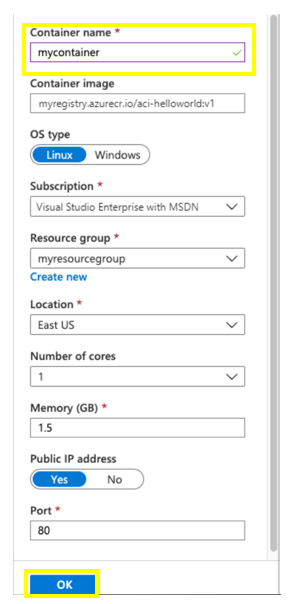 Container name *
mycontainer
Container image
myregistry.azurecr.io/aci-helloworld:v1
OS type
Linux Windows
Subscription *
Visual Studio Enterprise with MSDN
Resource group *
myresourcegroup
Create new
Location *
East US
Number of cores
1
Memory (GB) *
1.5
Public IP address
Yes No
Port *
80
OK